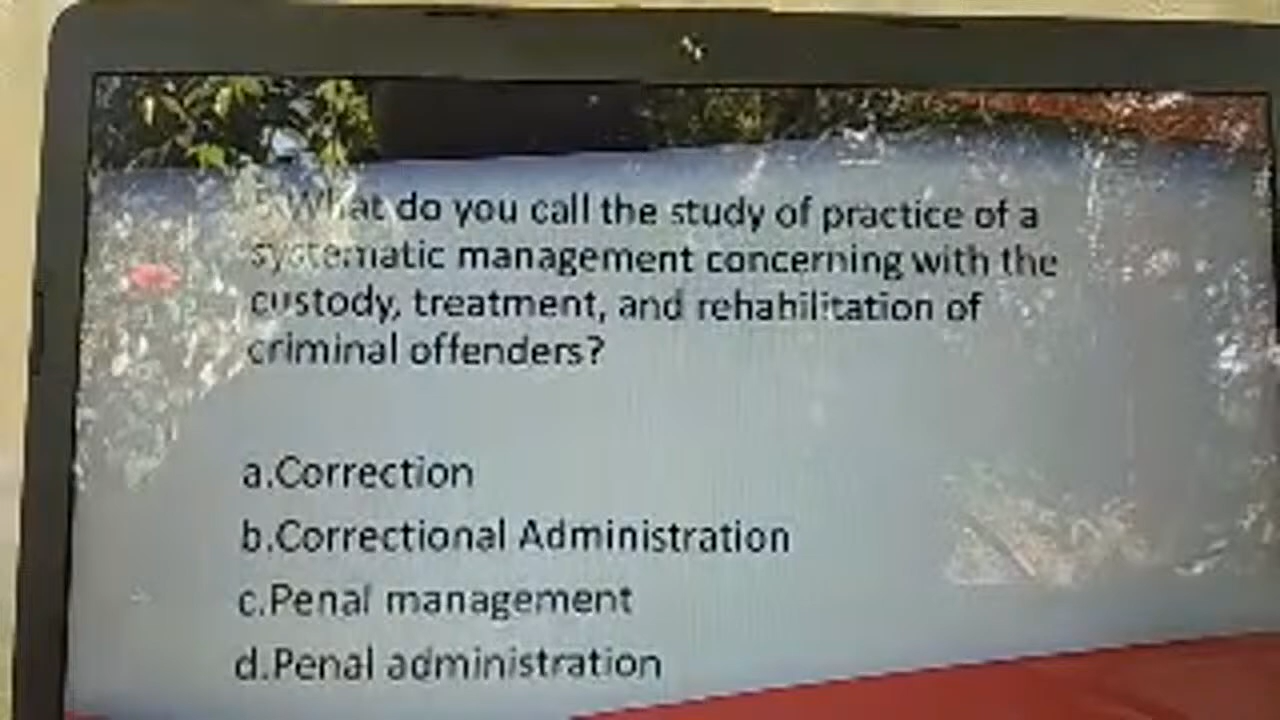 What do you call the study of practice of a
systematic management concerning with the
custody, treatment, and rehabilitation of
criminal offenders?
a.Correction
b.Correctional Administration
c.Penal management
d.Penal administration